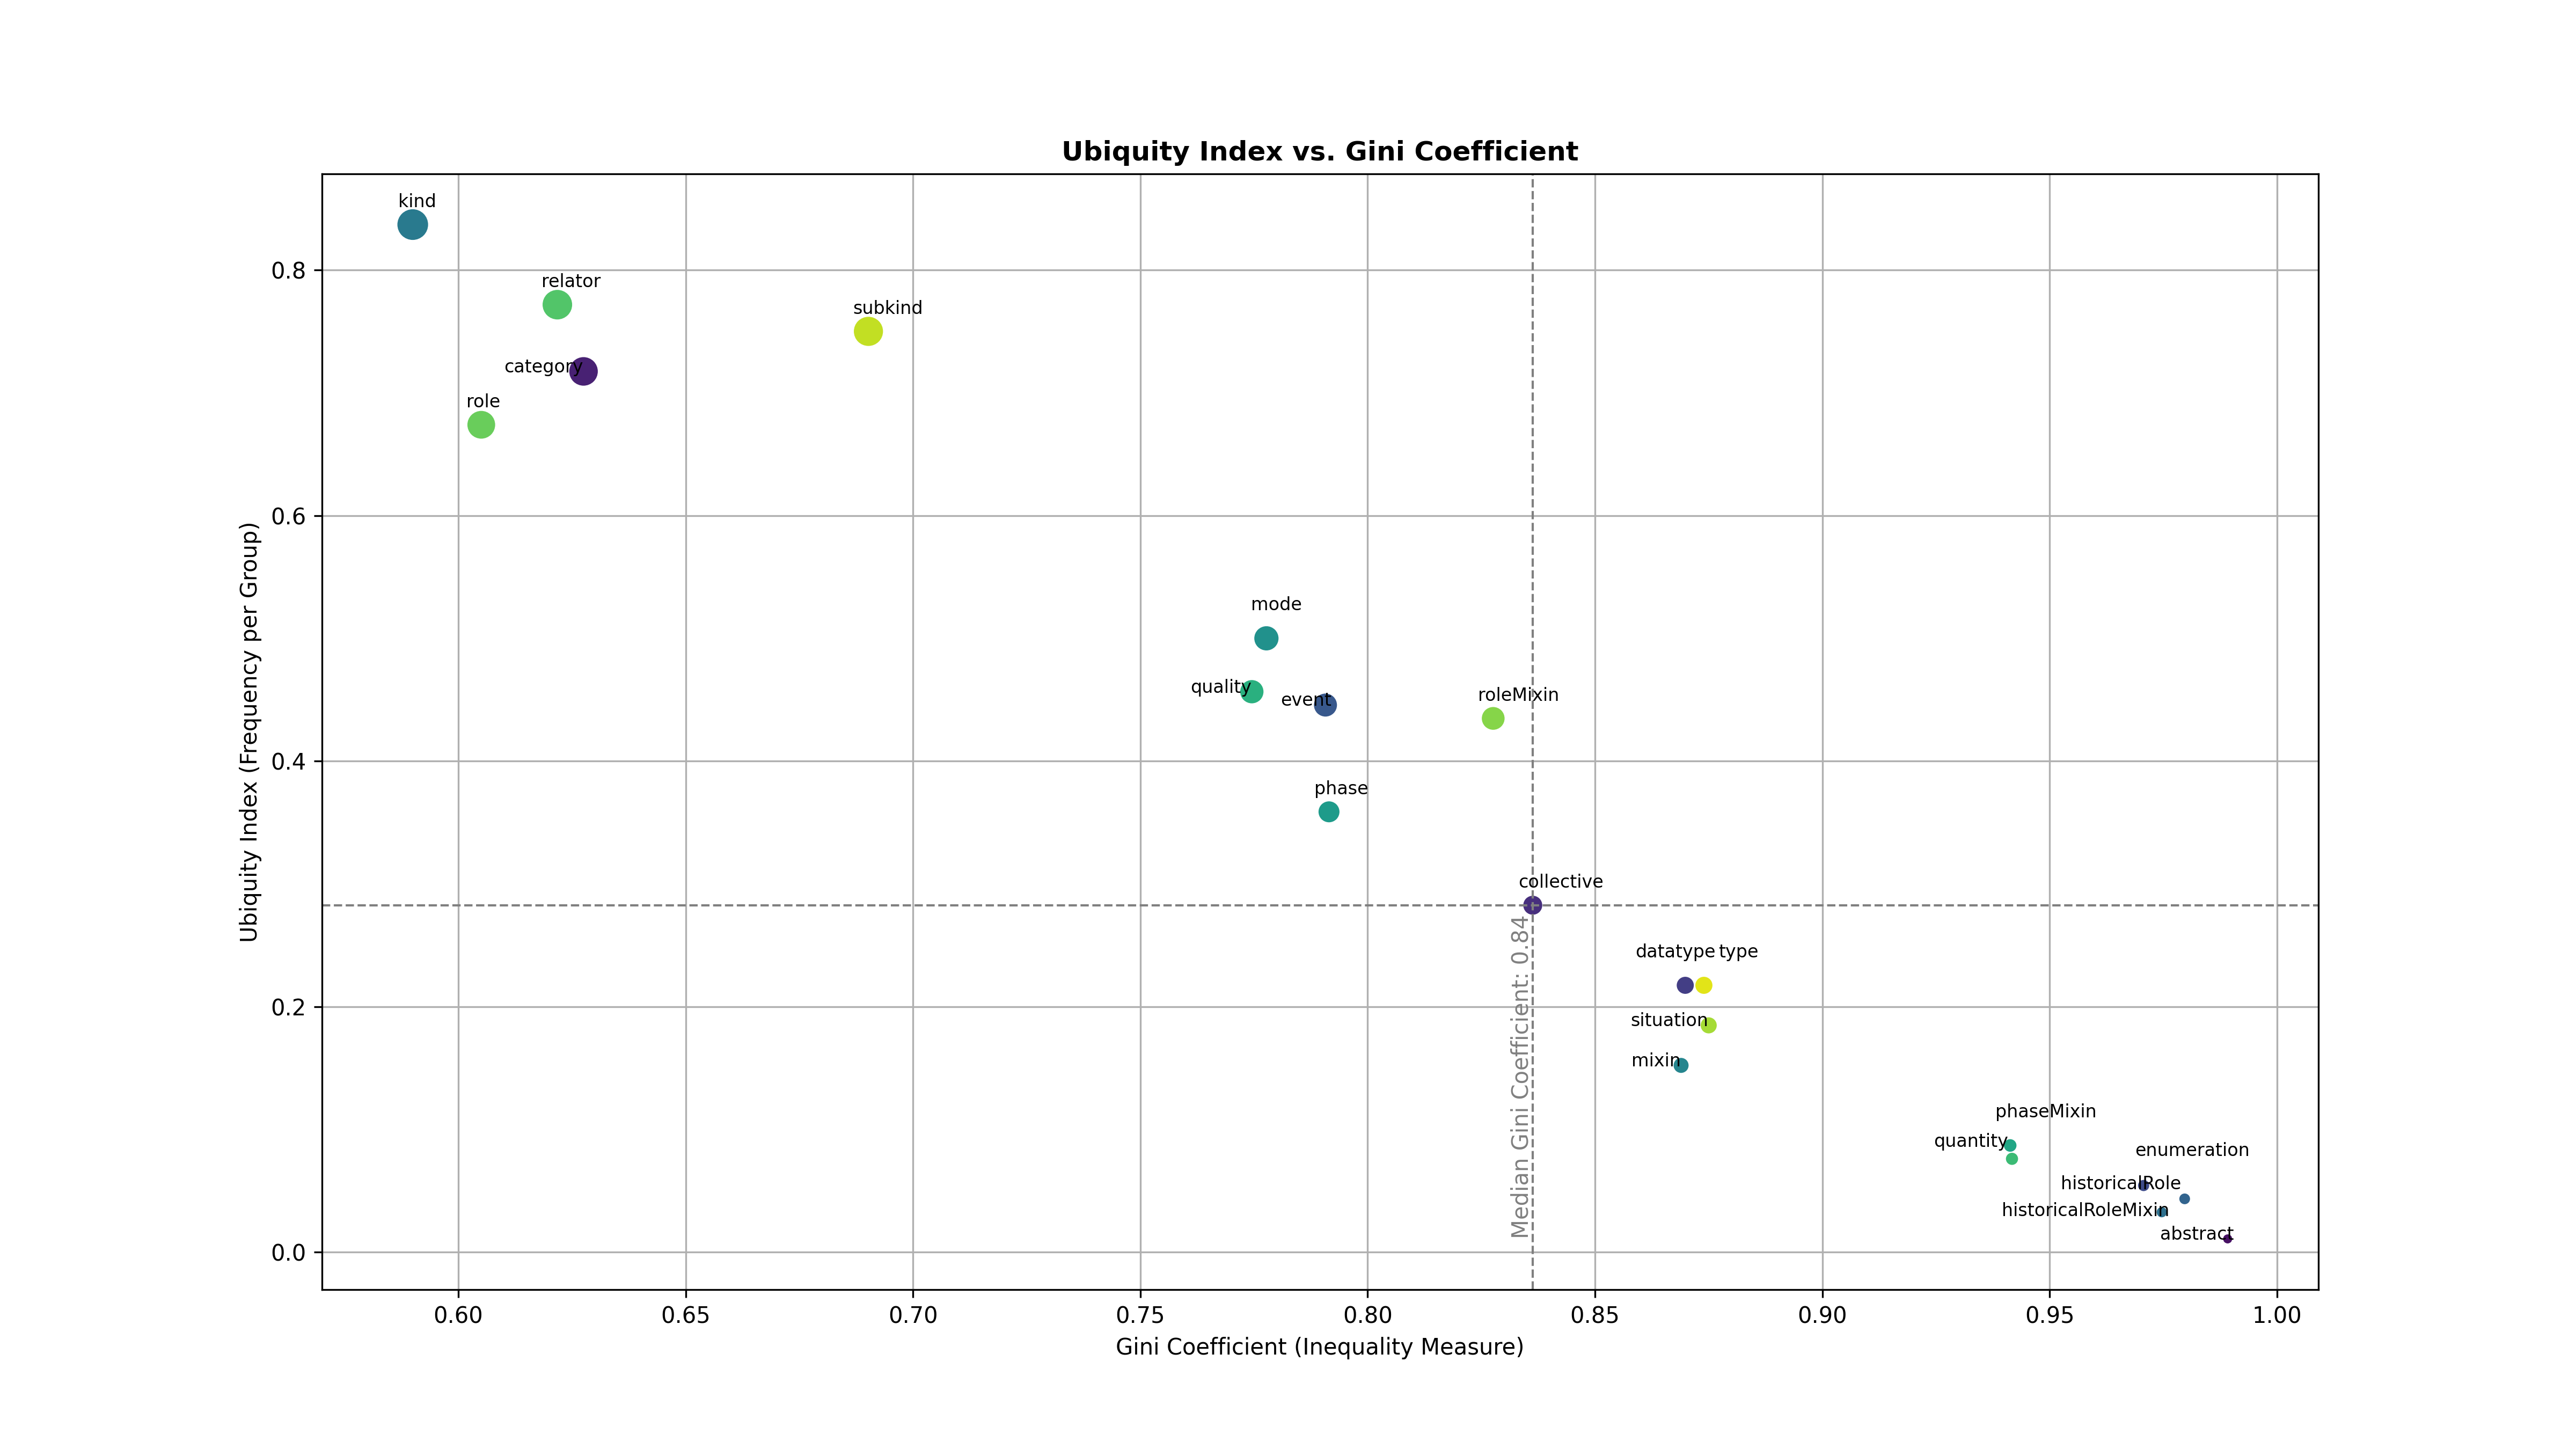 Ubiquity Index vs. Gini Coefficient
Ubiquity Index (Frequency per Group)
0.8
0.6
0.4
0.2
0.0
kind
relator
subkind
category
role
mode
quality
event
roleMixin
phase
collective
Median Gini Coefficient: 0.84
datatype
type
situation
mixin
phaseMixin
quantity
enumeration
historicalRole
historicalRoleMixin
abstract
0.60
0.65
0.70
0.75
0.80
0.85
0.90
0.95
1.00
Gini Coefficient (Inequality Measure)